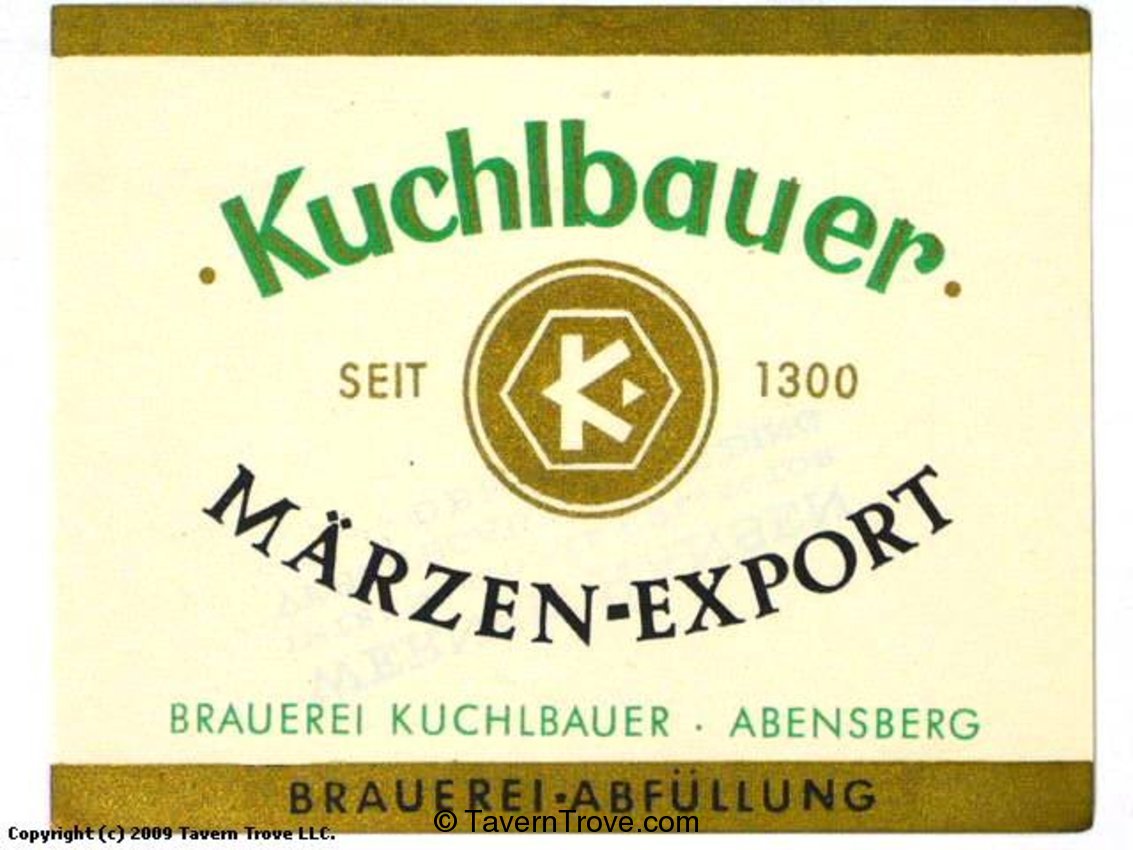 Kuchlbauer
SEIT K 1300
MÄRZEN-EXPORT
BRAUEREI KUCHLBAUER · ABENSBERG
BRAUEREI·ABFÜLLUNG
© TavernTrove.com
Copyright (c) 2009 Tavern Trove LLC.